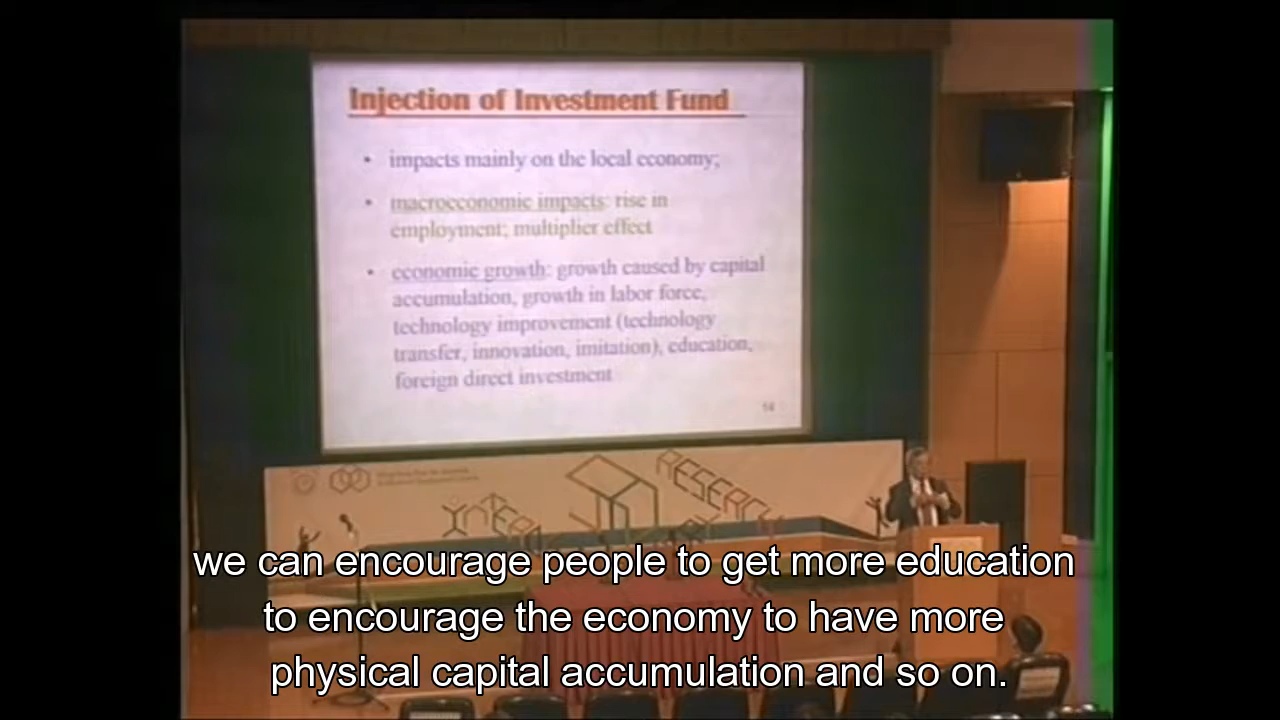 Injection of Investment Fund
• impacts mainly on the local economy;
• macroeconomic impacts: rise in
employment; multiplier effect
• economic growth: growth caused by capital
accumulation, growth in labor force,
technology improvement (technology
transfer, innovation, imitation), education,
foreign direct investment
14
RESERCH
we can encourage people to get more education
to encourage the economy to have more
physical capital accumulation and so on.